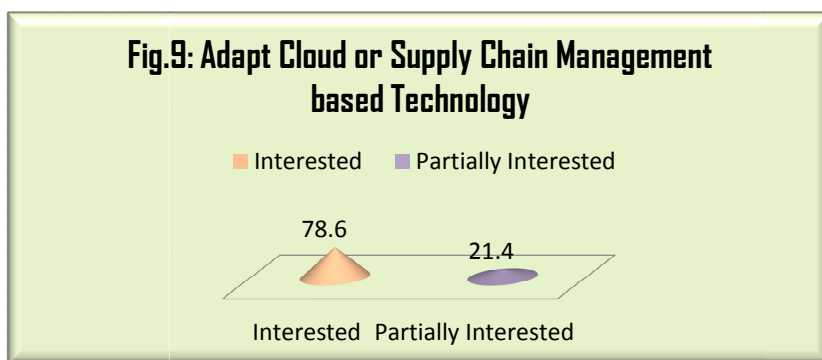 Fig.9: Adapt Cloud or Supply Chain Management
based Technology
Interested Partially Interested
78.6
21.4
Interested Partially Interested